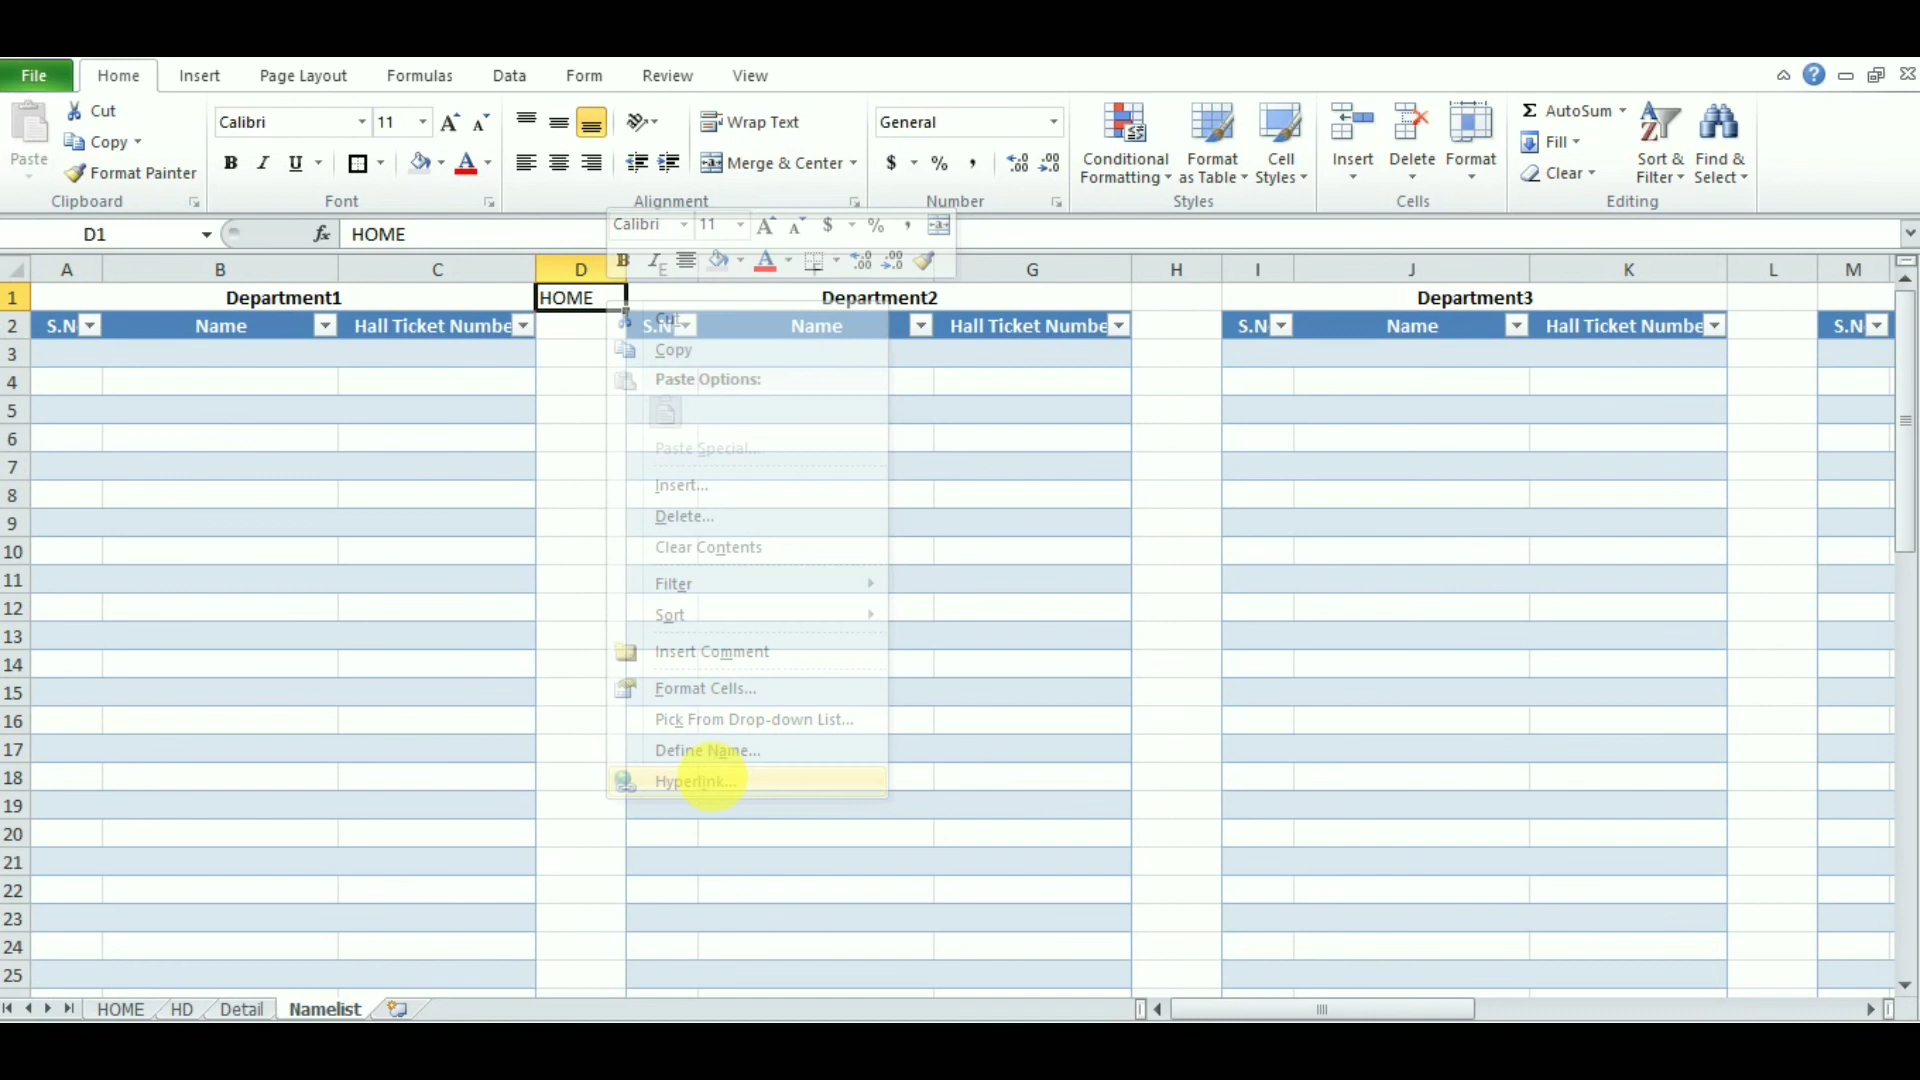 File Home Insert Page Layout Formulas Data Form Review View
Cut
Copy
Format Painter
Paste
Clipboard
Calibri 11
B I U
Font
Wrap Text
Merge & Center
Alignment
General
$ % ,
Number
Conditional Formatting
Format as Table
Cell Styles
Styles
Insert Delete Format
Cells
Σ AutoSum
Fill
Clear
Sort & Filter
Find & Select
Editing
D1 fx HOME
Calibri 11 $ % ,
B I
A B C D E F G H I J K L M
1 Department1 HOME Department2 Department3
2 S.N Name Hall Ticket Numbe S.N Name Hall Ticket Numbe S.N Name Hall Ticket Numbe S.N
3
4
5
6
7
8
9
10
11
12
13
14
15
16
17
18
19
20
21
22
23
24
25
Cut
Copy
Paste Options:
Paste Special...
Insert...
Delete...
Clear Contents
Filter
Sort
Insert Comment
Format Cells...
Pick From Drop-down List...
Define Name...
Hyperlink...
HOME HD Detail Namelist